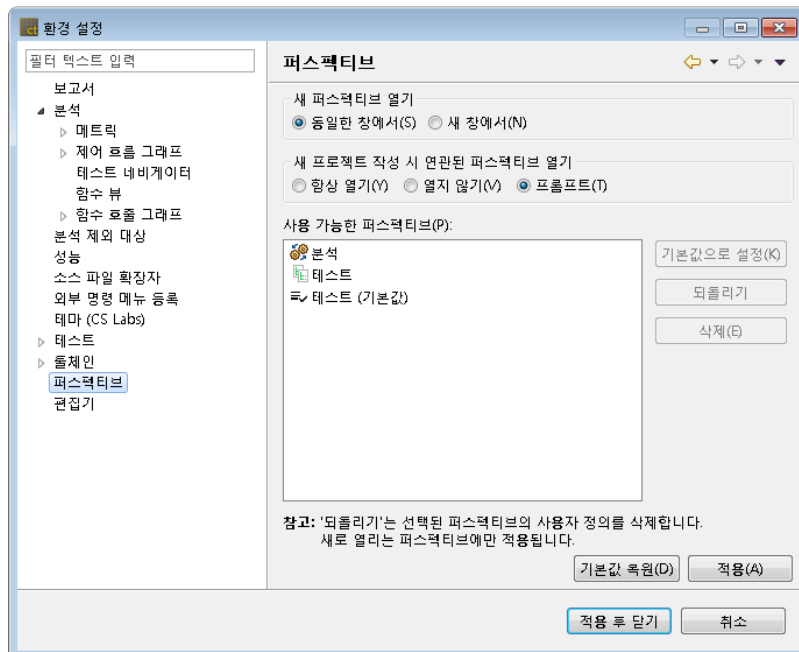 ct 환경 설정
필터 텍스트 입력
보고서
분석
메트릭
제어 흐름 그래프
테스트 네비게이터
함수 뷰
함수 호출 그래프
분석 제외 대상
성능
소스 파일 확장자
외부 명령 메뉴 등록
테마 (CS Labs)
테스트
툴체인
퍼스펙티브
편집기
퍼스펙티브
새 퍼스펙티브 열기
동일한 창에서(S) 새 창에서(N)
새 프로젝트 작성 시 연관된 퍼스펙티브 열기
항상 열기(Y) 열지 않기(V) 프롬프트(T)
사용 가능한 퍼스펙티브(P):
분석
테스트
테스트 (기본값)
기본값으로 설정(K)
되돌리기
삭제(E)
참고: '되돌리기'는 선택된 퍼스펙티브의 사용자 정의를 삭제합니다.
새로 열리는 퍼스펙티브에만 적용됩니다.
기본값 복원(D) 적용(A)
적용 후 닫기 취소